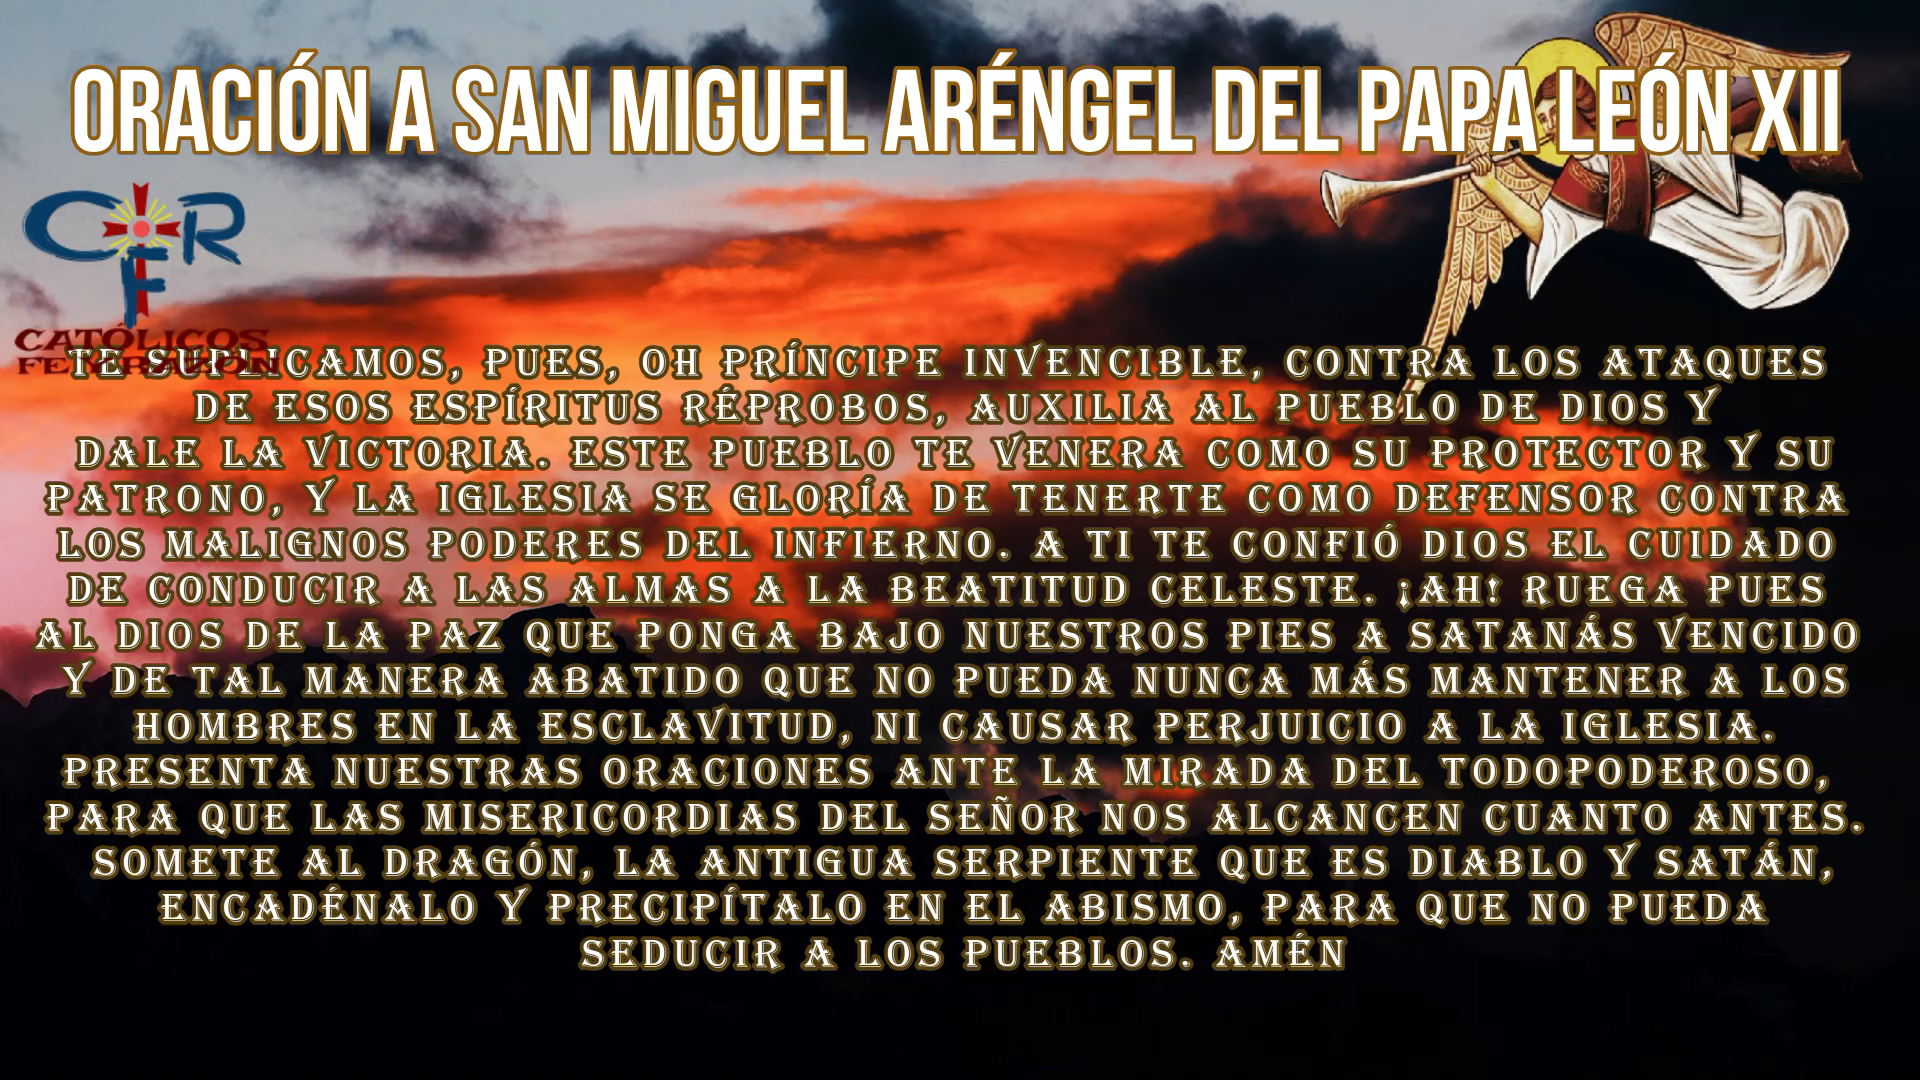 ORACIÓN A SAN MIGUEL ARÉNGEL DEL PAPA LEÓN XII
CFR
CATÓLICOS
FE Y RAZÓN
TE SUPLICAMOS, PUES, OH PRÍNCIPE INVENCIBLE, CONTRA LOS ATAQUES
DE ESOS ESPÍRITUS RÉPROBOS, AUXILIA AL PUEBLO DE DIOS Y
DALE LA VICTORIA. ESTE PUEBLO TE VENERA COMO SU PROTECTOR Y SU
PATRONO, Y LA IGLESIA SE GLORÍA DE TENERTE COMO DEFENSOR CONTRA
LOS MALIGNOS PODERES DEL INFIERNO. A TI TE CONFIÓ DIOS EL CUIDADO
DE CONDUCIR A LAS ALMAS A LA BEATITUD CELESTE. ¡AH! RUEGA PUES
AL DIOS DE LA PAZ QUE PONGA BAJO NUESTROS PIES A SATANÁS VENCIDO
Y DE TAL MANERA ABATIDO QUE NO PUEDA NUNCA MÁS MANTENER A LOS
HOMBRES EN LA ESCLAVITUD, NI CAUSAR PERJUICIO A LA IGLESIA.
PRESENTA NUESTRAS ORACIONES ANTE LA MIRADA DEL TODOPODEROSO,
PARA QUE LAS MISERICORDIAS DEL SEÑOR NOS ALCANCEN CUANTO ANTES.
SOMETE AL DRAGÓN, LA ANTIGUA SERPIENTE QUE ES DIABLO Y SATÁN,
ENCADÉNALO Y PRECIPÍTALO EN EL ABISMO, PARA QUE NO PUEDA
SEDUCIR A LOS PUEBLOS. AMÉN